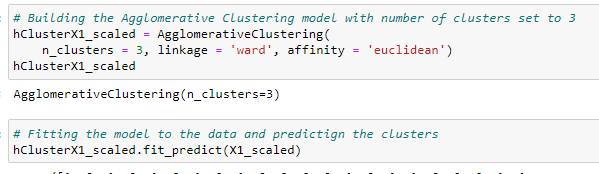 # Building the Agglomerative Clustering model with number of clusters set to 3
hClusterX1_scaled = AgglomerativeClustering(
    n_clusters = 3, linkage = 'ward', affinity = 'euclidean')
hClusterX1_scaled
AgglomerativeClustering(n_clusters=3)
# Fitting the model to the data and predictign the clusters
hClusterX1_scaled.fit_predict(X1_scaled)